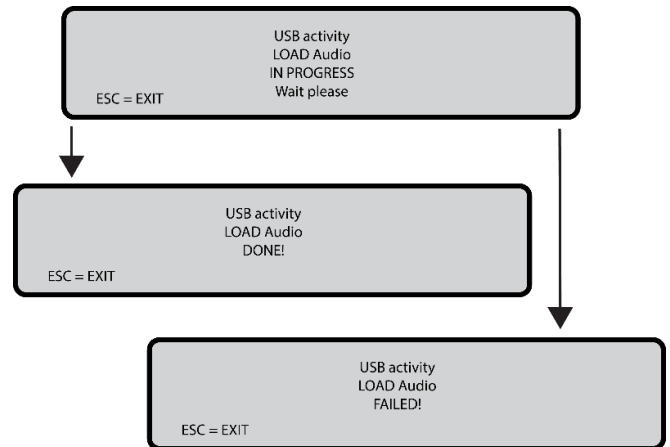 USB activity
LOAD Audio
IN PROGRESS
Wait please
ESC = EXIT
USB activity
LOAD Audio
DONE!
ESC = EXIT
USB activity
LOAD Audio
FAILED!
ESC = EXIT